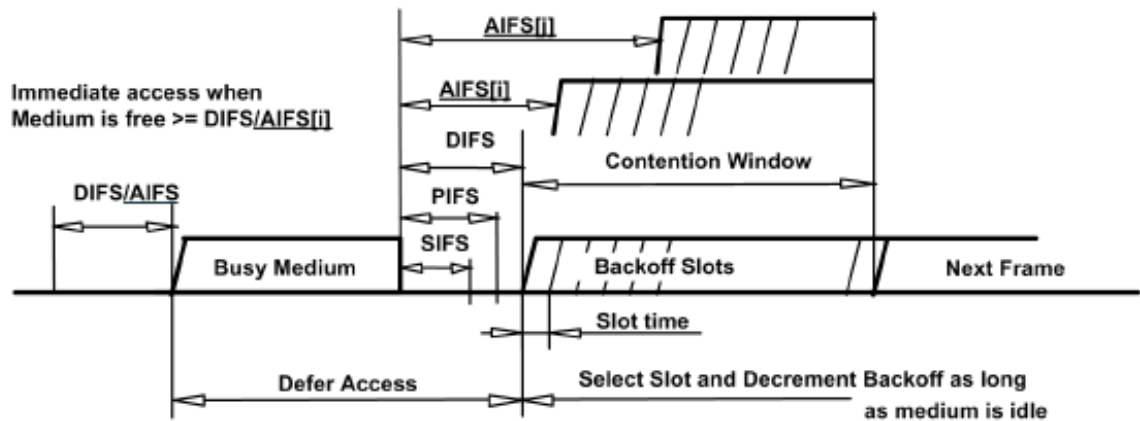 AIFS[j]
Immediate access when
Medium is free >= DIFS/AIFS[i]
AIFS[i]
DIFS
Contention Window
DIFS/AIFS
PIFS
SIFS
Busy Medium
Backoff Slots
Next Frame
Slot time
Defer Access
Select Slot and Decrement Backoff as long
as medium is idle